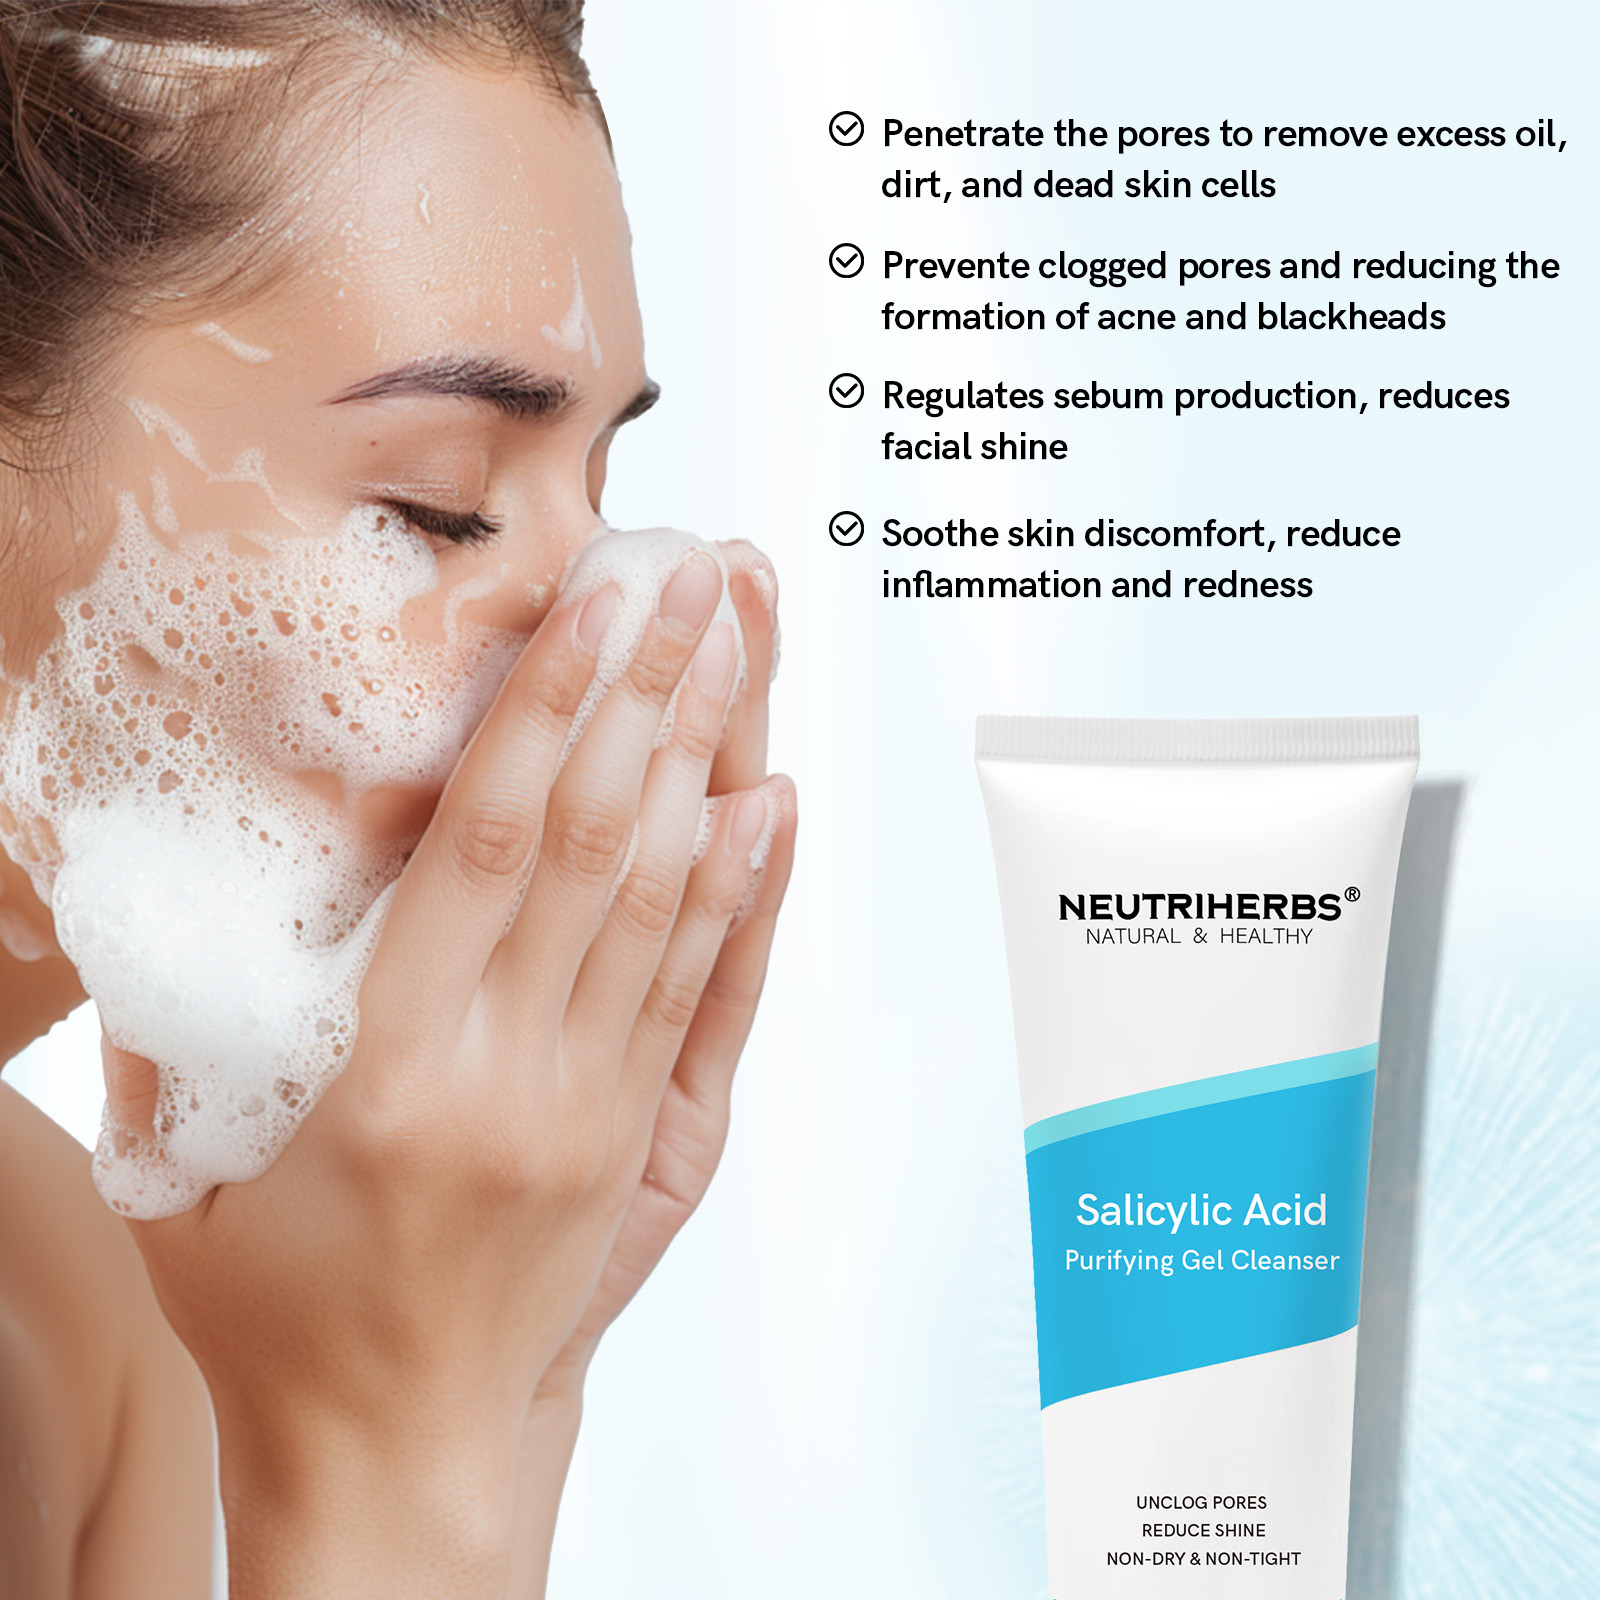 Penetrate the pores to remove excess oil,
dirt, and dead skin cells
Prevente clogged pores and reducing the
formation of acne and blackheads
Regulates sebum production, reduces
facial shine
Soothe skin discomfort, reduce
inflammation and redness
NEUTRIHERBS®
NATURAL & HEALTHY
Salicylic Acid
Purifying Gel Cleanser
UNCLOG PORES
REDUCE SHINE
NON-DRY & NON-TIGHT